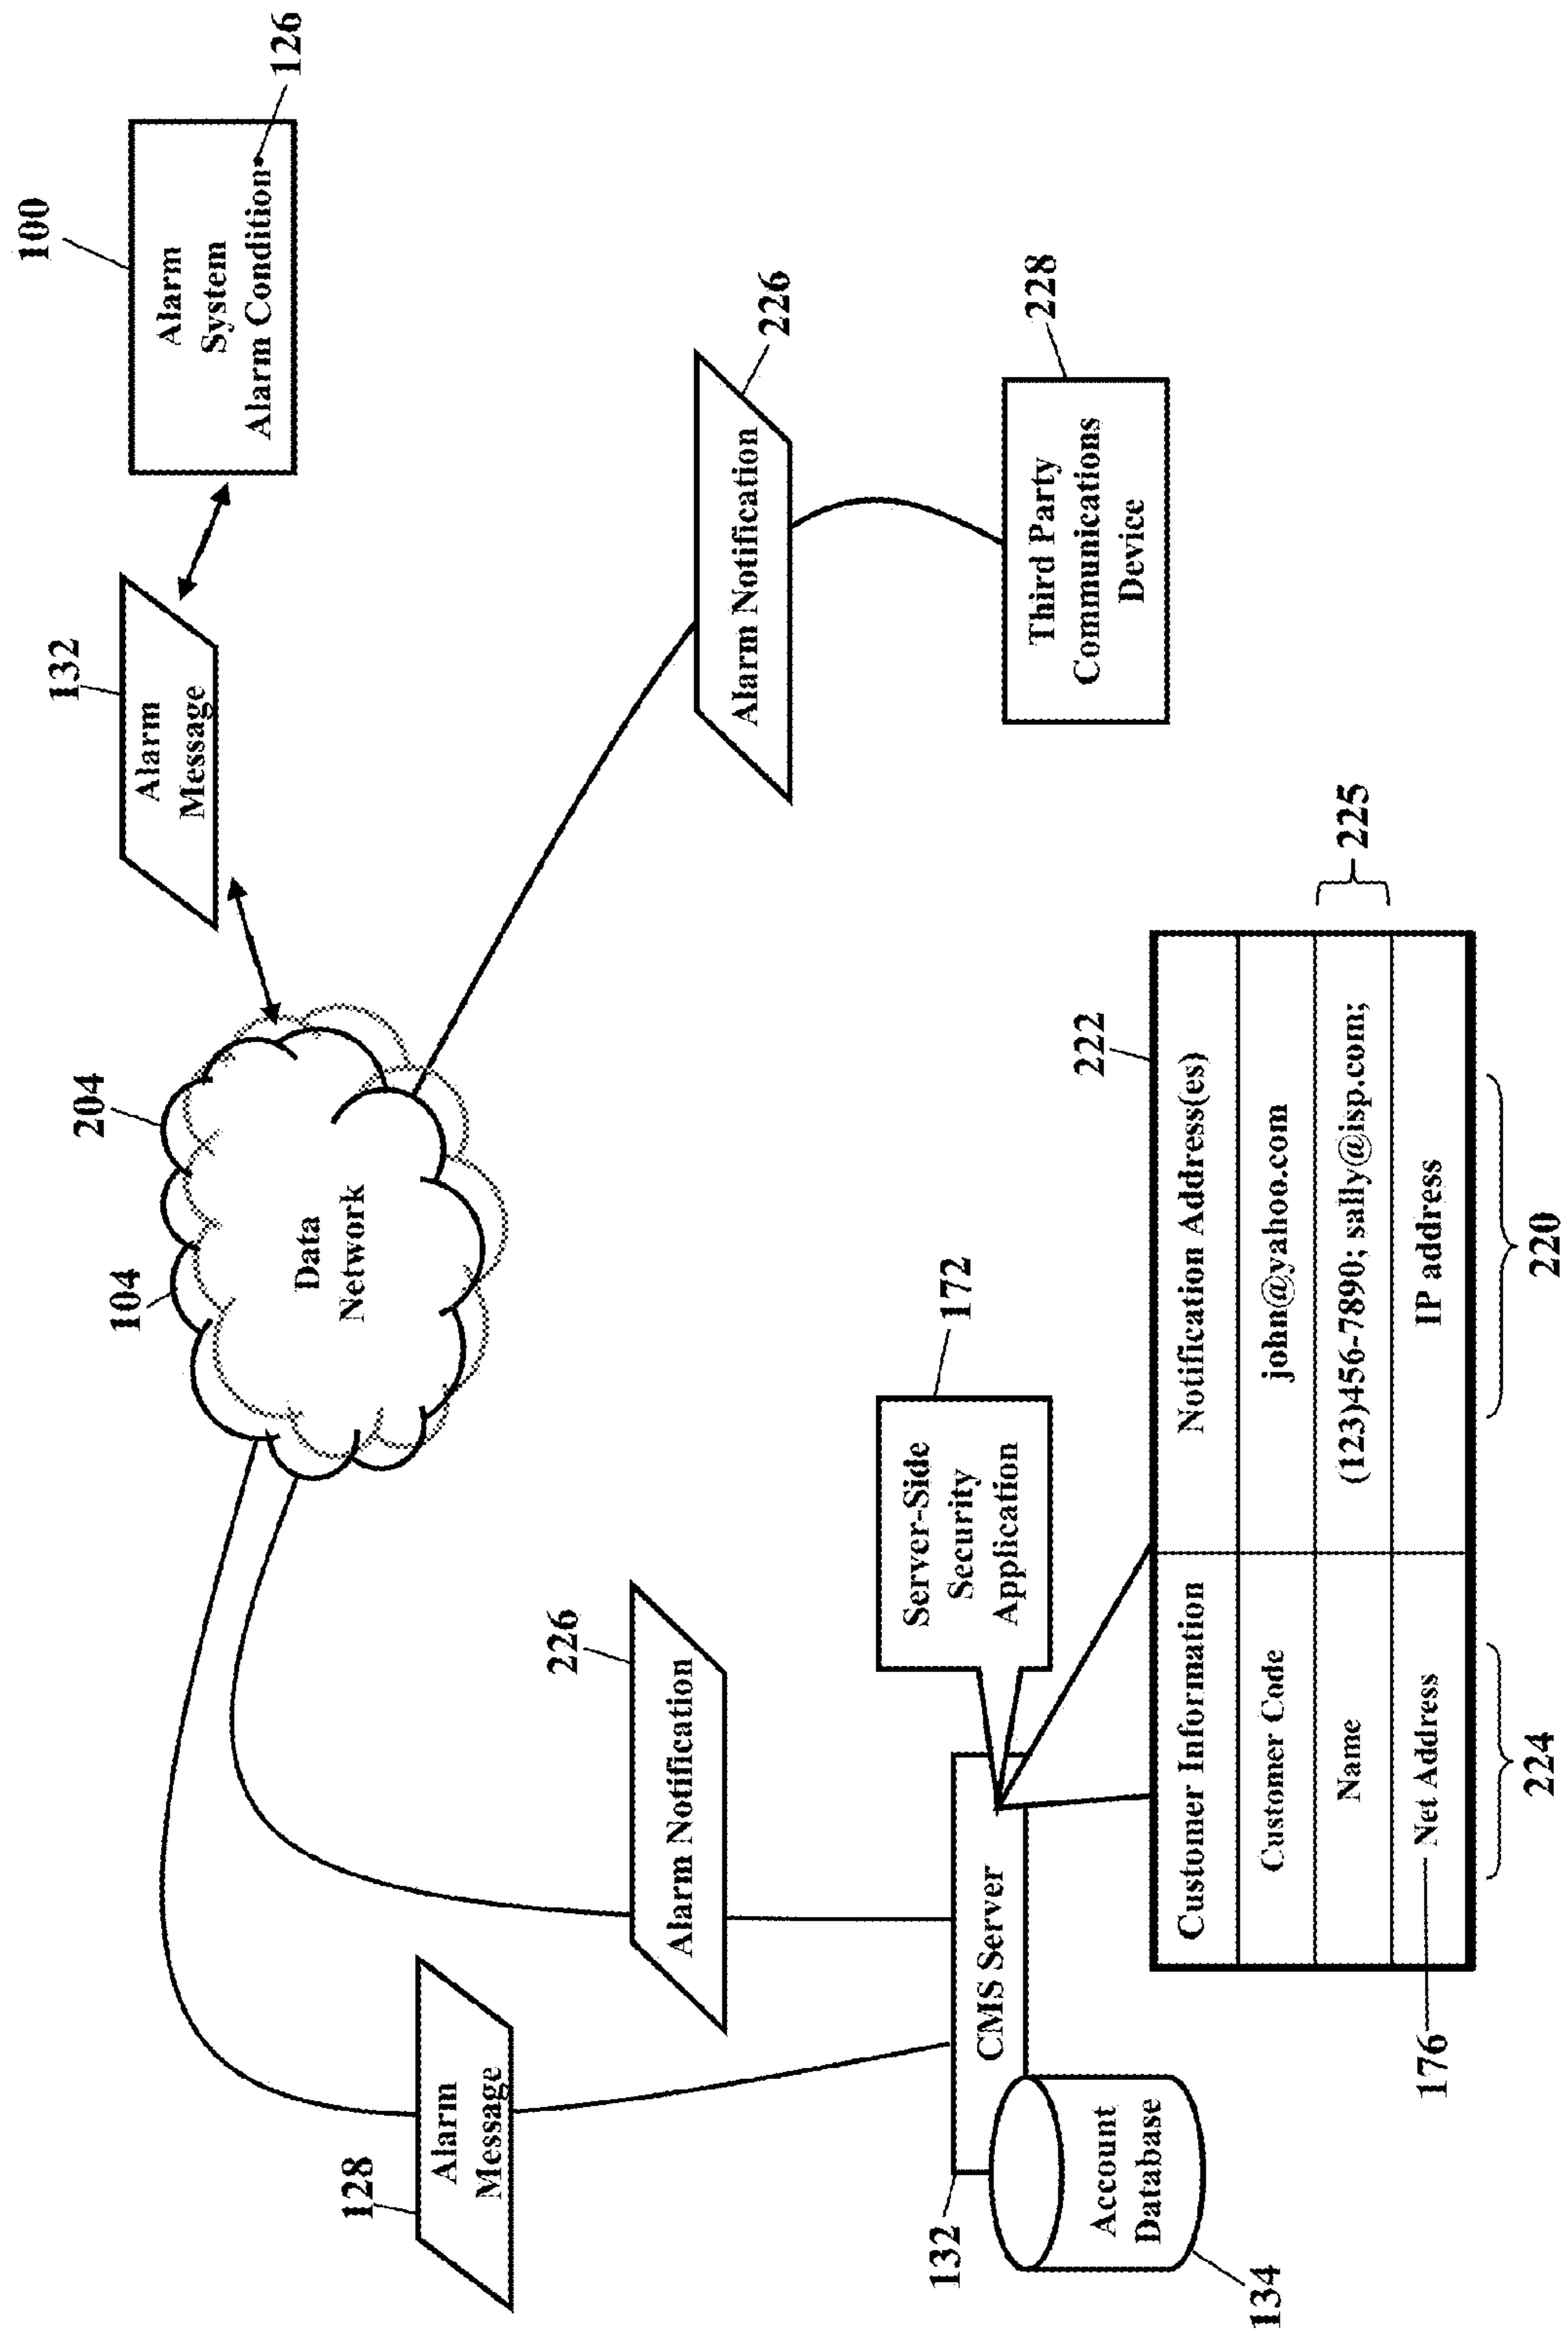 100
Alarm
System
Alarm Condition
126
132
Alarm
Message
204
104
Data
Network
226
Alarm Notification
228
Third Party
Communications
Device
128
Alarm
Message
226
Alarm Notification
172
Server-Side
Security
Application
132
CMS Server
Account
Database
134
222
Customer Information
Notification Address(es)
Customer Code
john@yahoo.com
Name
(123)456-7890; sally@isp.com;
225
176
Net Address
IP address
224
220